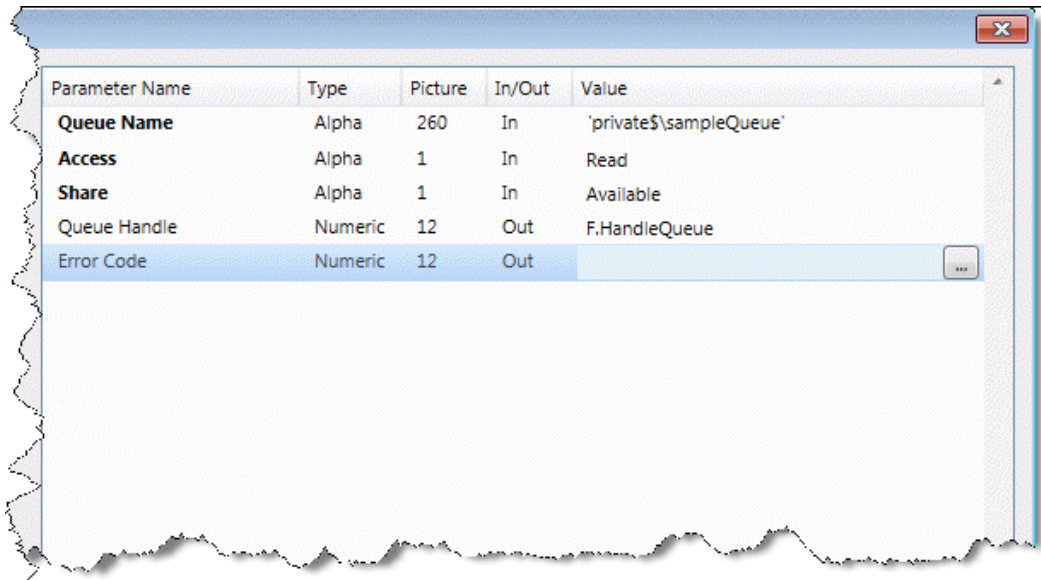 Parameter Name Type Picture In/Out Value
Queue Name Alpha 260 In 'private$\sampleQueue'
Access Alpha 1 In Read
Share Alpha 1 In Available
Queue Handle Numeric 12 Out F.HandleQueue
Error Code Numeric 12 Out ...